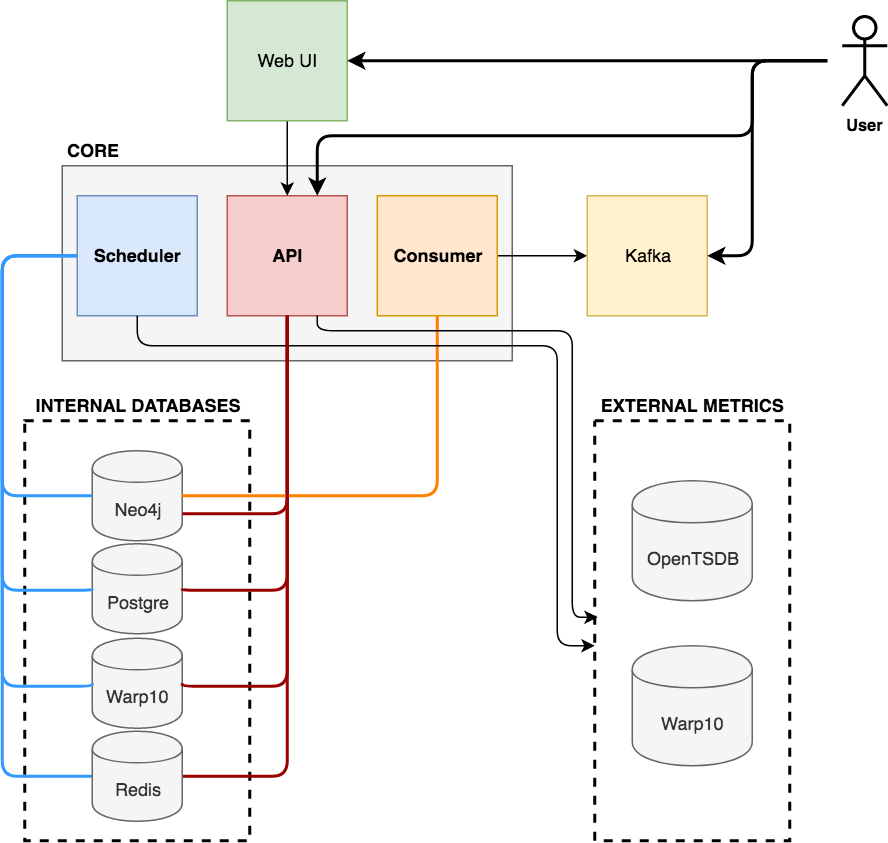 Web UI
User
CORE
Scheduler
API
Consumer
Kafka
INTERNAL DATABASES
EXTERNAL METRICS
Neo4j
OpenTSDB
Postgre
Warp10
Warp10
Redis